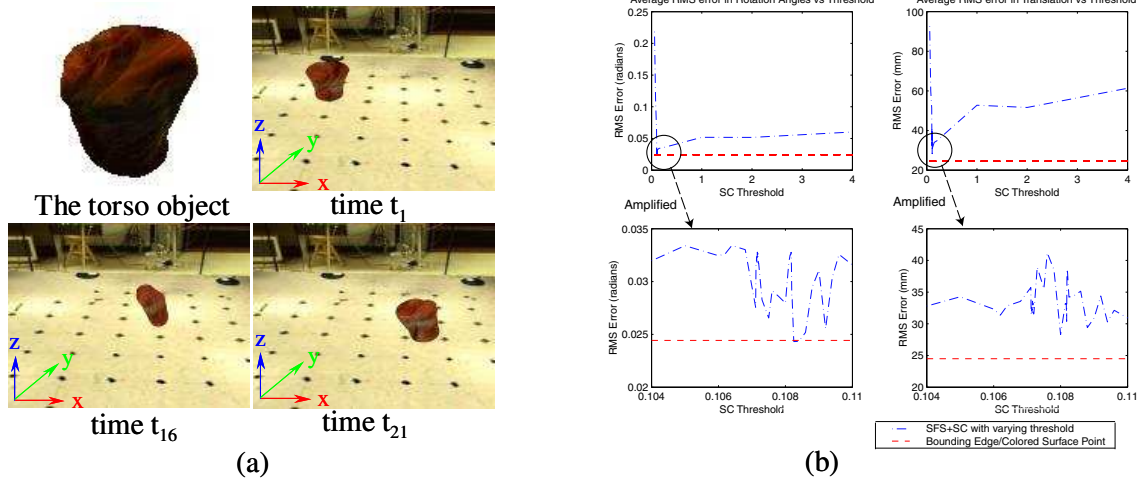 The torso object
z
y
x
time t1
z
y
x
time t16
z
y
x
time t21
(a)
Average RMS error in Rotation Angles vs Threshold
RMS Error (radians)
0.25
0.2
0.15
0.1
0.05
0
0 1 2 3 4
SC Threshold
Average RMS error in Translation vs Threshold
RMS Error (mm)
100
80
60
40
20
0 1 2 3 4
SC Threshold
Amplified
Amplified
RMS Error (radians)
0.035
0.03
0.025
0.02
0.104 0.106 0.108 0.11
SC Threshold
RMS Error (mm)
45
40
35
30
25
20
0.104 0.106 0.108 0.11
SC Threshold
SFS+SC with varying threshold
Bounding Edge/Colored Surface Point
(b)